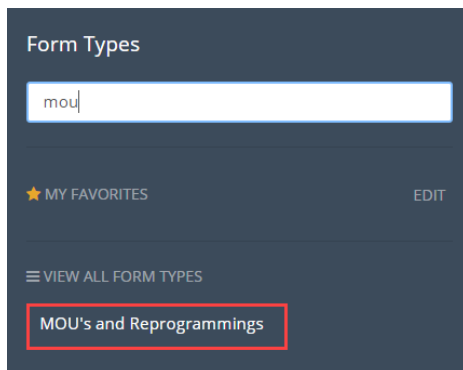 Form Types
mou
MY FAVORITES EDIT
VIEW ALL FORM TYPES
MOU's and Reprogrammings